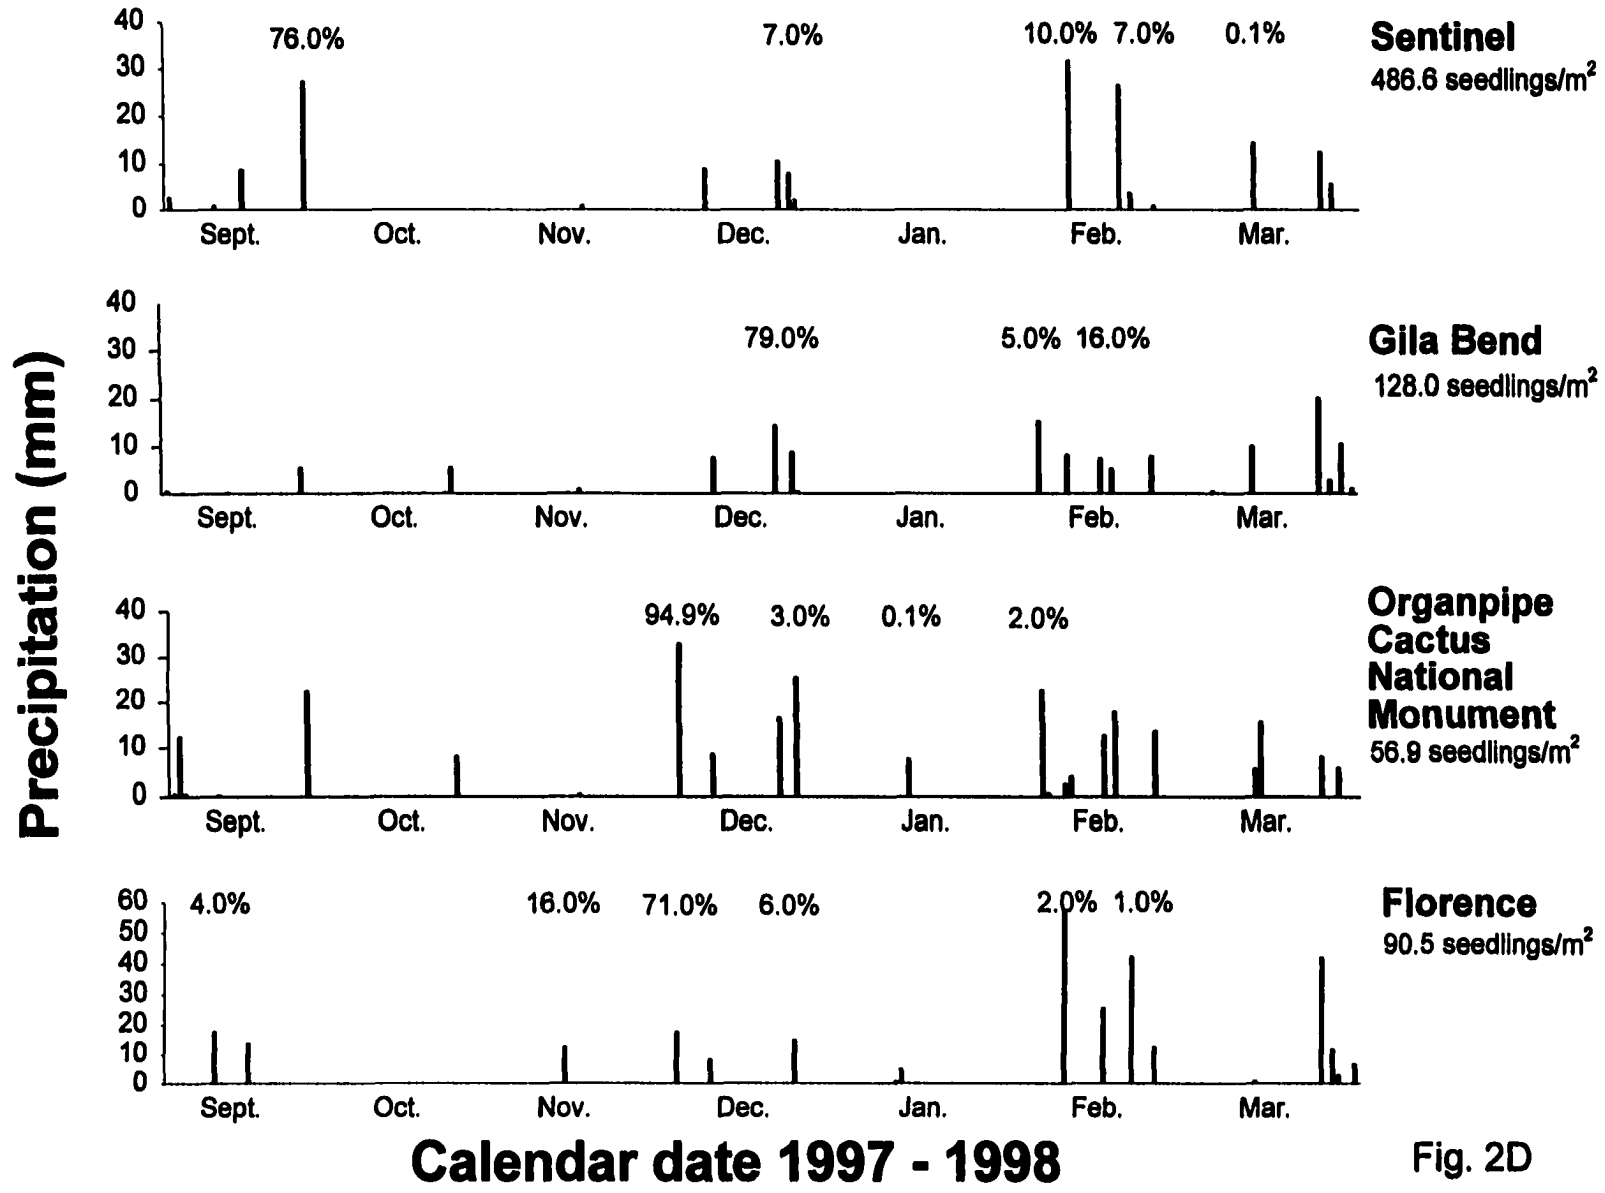 Precipitation (mm)
40
30
20
10
0
76.0% 7.0% 10.0% 7.0% 0.1%
Sept. Oct. Nov. Dec. Jan. Feb. Mar.
Sentinel
486.6 seedlings/m²
40
30
20
10
0
79.0% 5.0% 16.0%
Sept. Oct. Nov. Dec. Jan. Feb. Mar.
Gila Bend
128.0 seedlings/m²
40
30
20
10
0
94.9% 3.0% 0.1% 2.0%
Sept. Oct. Nov. Dec. Jan. Feb. Mar.
Organpipe
Cactus
National
Monument
56.9 seedlings/m²
60
50
40
30
20
10
0
4.0% 16.0% 71.0% 6.0% 2.0% 1.0%
Sept. Oct. Nov. Dec. Jan. Feb. Mar.
Florence
90.5 seedlings/m²
Calendar date 1997 - 1998
Fig. 2D